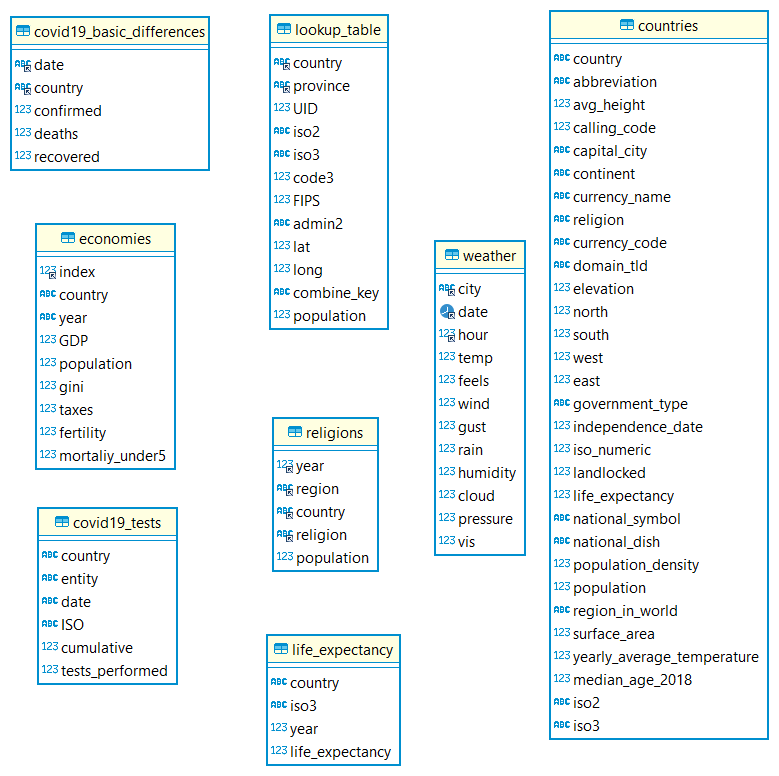 covid19_basic_differences
ABC date
ABC country
123 confirmed
123 deaths
123 recovered
economies
123 index
ABC country
ABC year
123 GDP
123 population
123 gini
123 taxes
123 fertility
123 mortaliy_under5
covid19_tests
ABC country
ABC entity
ABC date
ABC ISO
123 cumulative
123 tests_performed
lookup_table
ABC country
ABC province
123 UID
ABC iso2
ABC iso3
123 code3
123 FIPS
ABC admin2
123 lat
123 long
ABC combine_key
123 population
religions
123 year
ABC region
ABC country
ABC religion
123 population
life_expectancy
ABC country
ABC iso3
123 year
123 life_expectancy
weather
ABC city
date
123 hour
123 temp
123 feels
123 wind
123 gust
123 rain
123 humidity
123 cloud
123 pressure
123 vis
countries
ABC country
ABC abbreviation
123 avg_height
123 calling_code
ABC capital_city
ABC continent
ABC currency_name
ABC religion
ABC currency_code
ABC domain_tld
123 elevation
123 north
123 south
123 west
123 east
ABC government_type
123 independence_date
123 iso_numeric
123 landlocked
123 life_expectancy
ABC national_symbol
ABC national_dish
123 population_density
123 population
ABC region_in_world
123 surface_area
123 yearly_average_temperature
123 median_age_2018
ABC iso2
ABC iso3